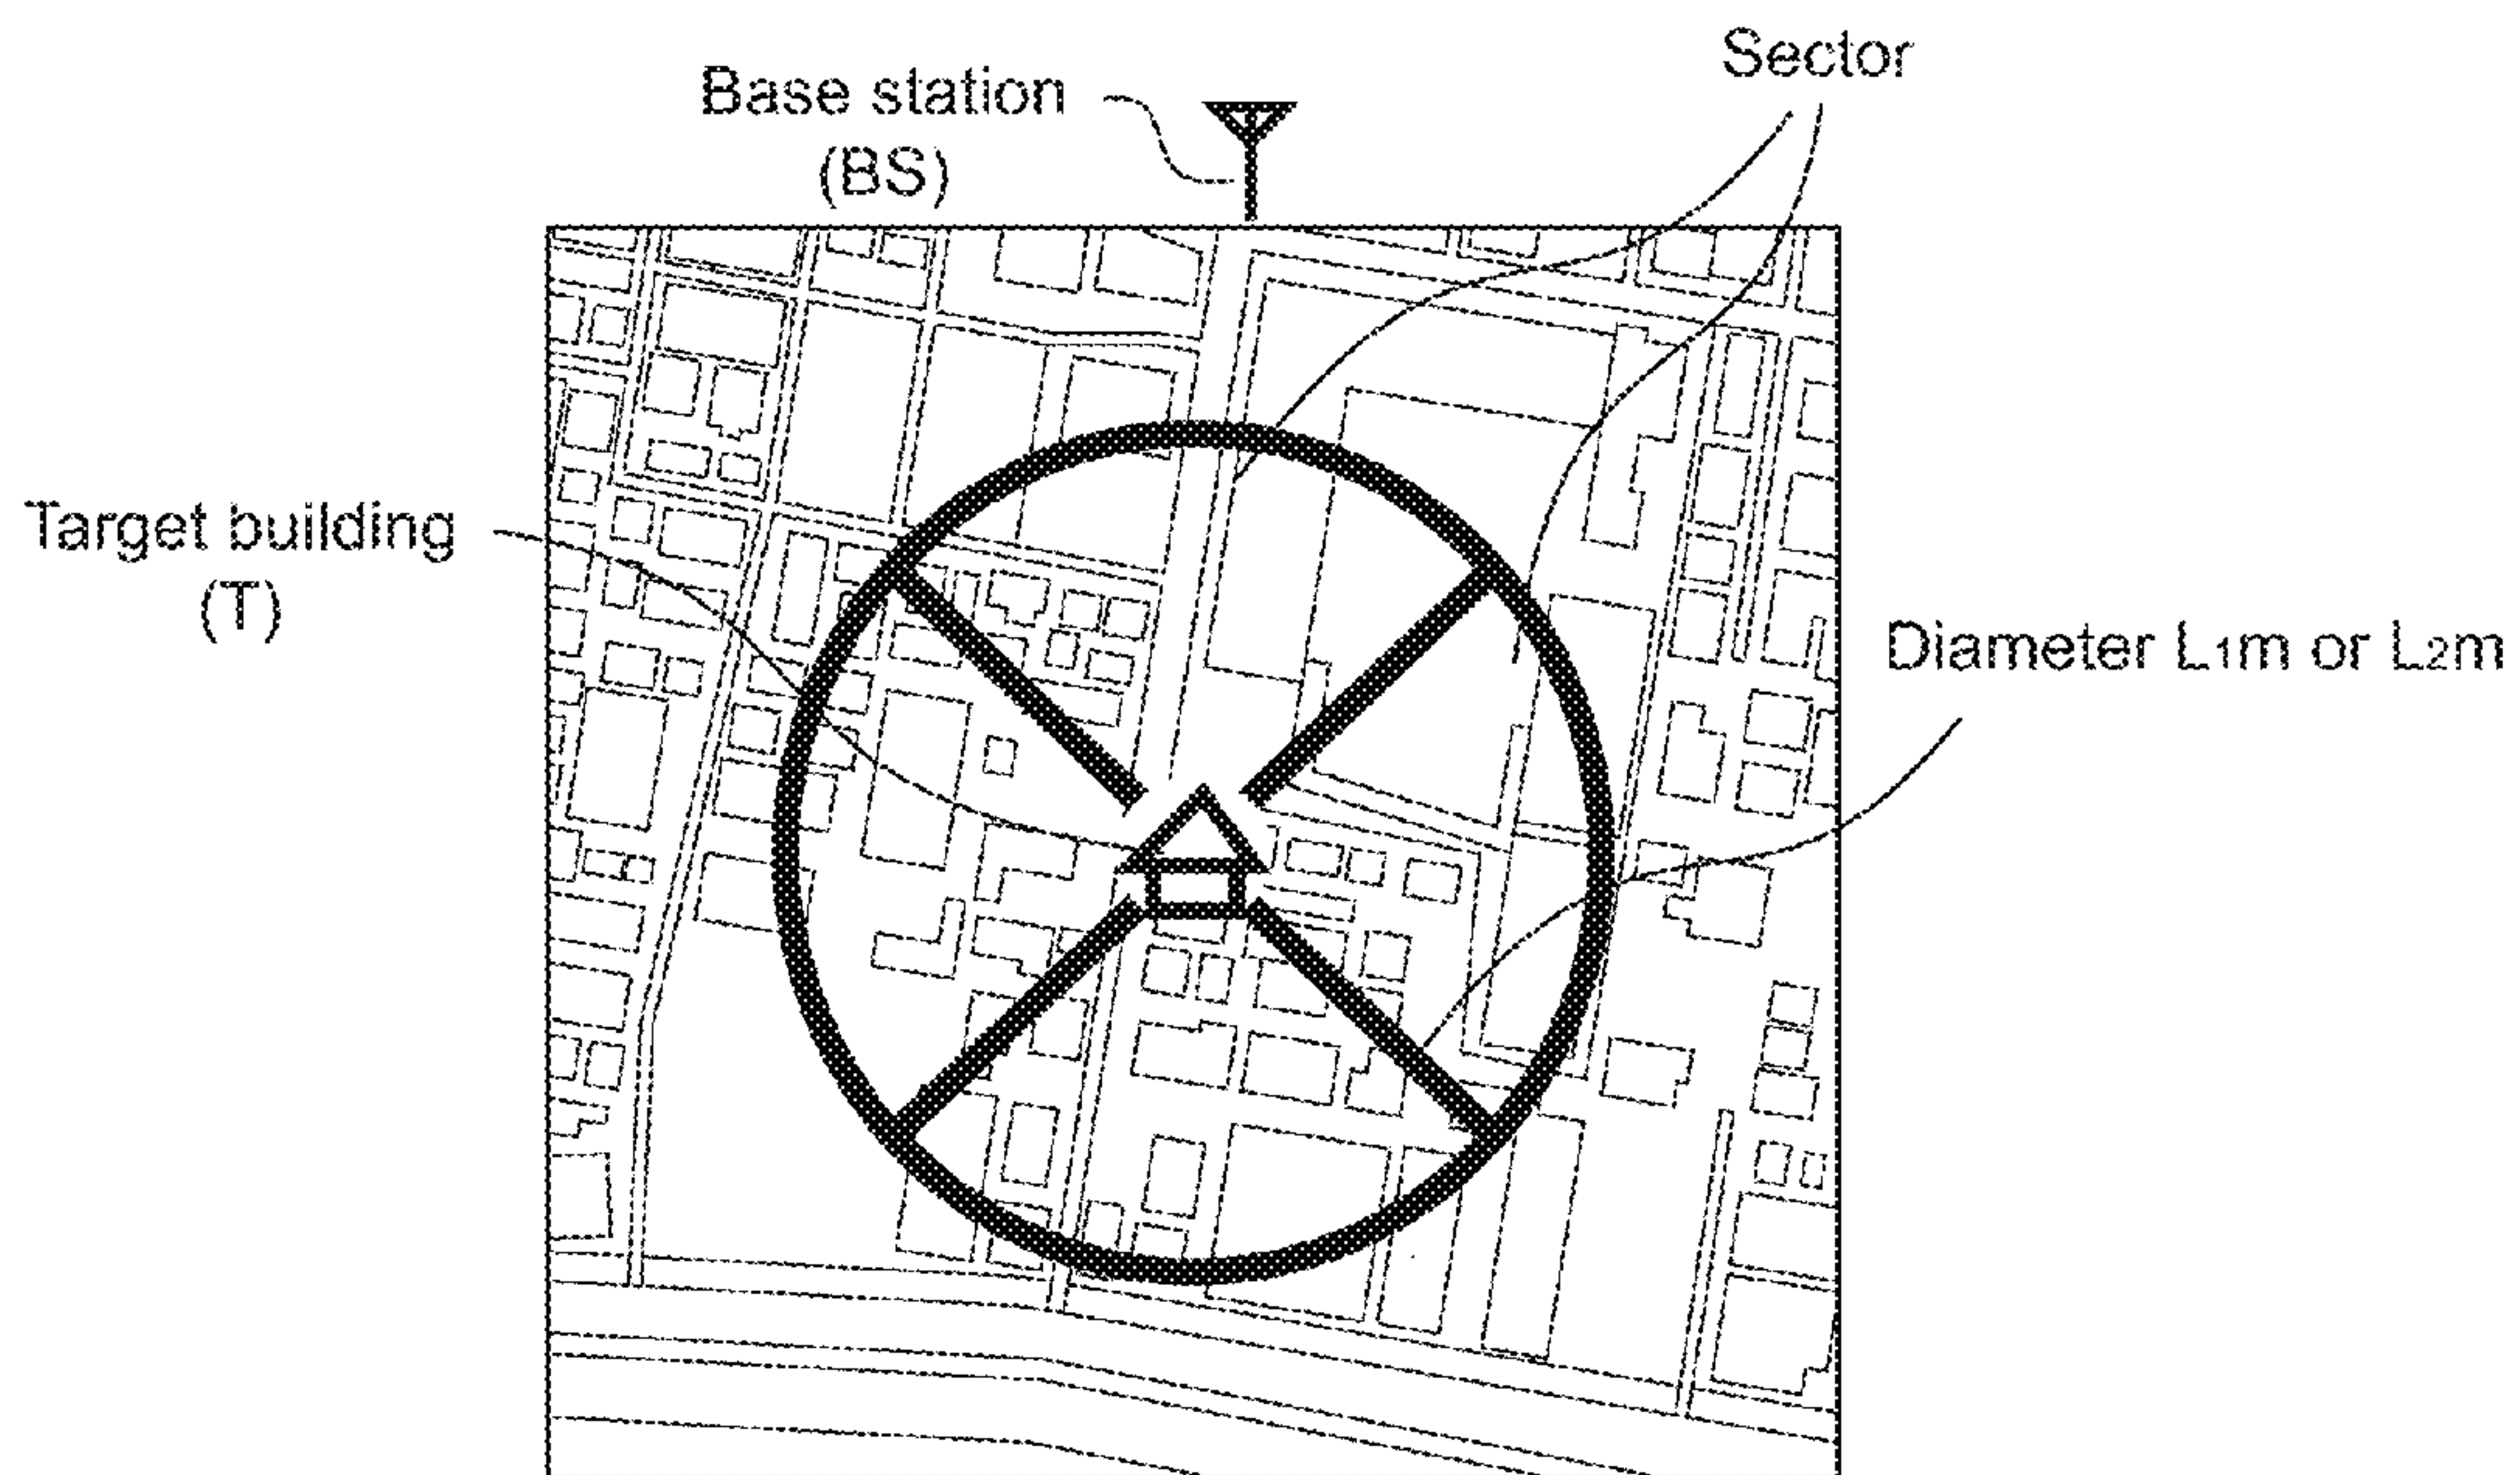 Sector
Base station
(BS)
Target building
(T)
Diameter L1m or L2m